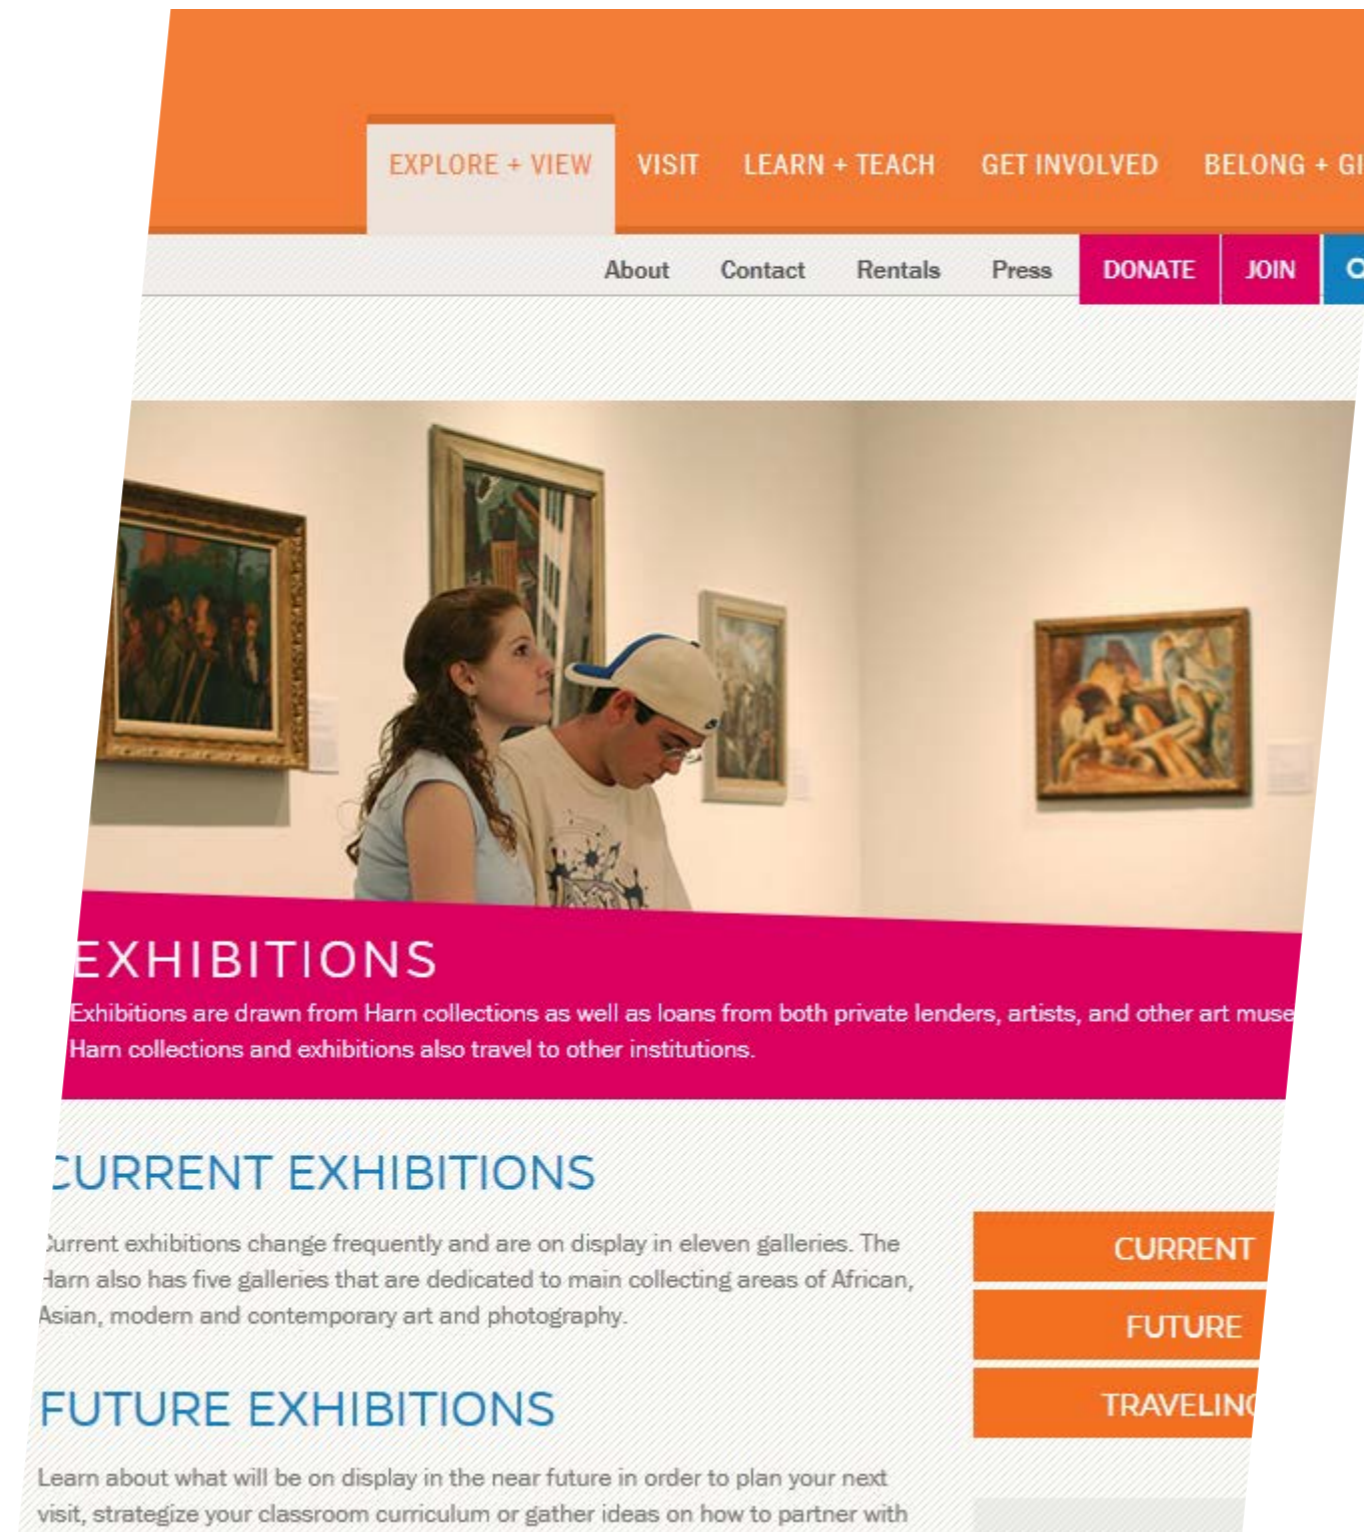 EXPLORE + VIEW VISIT LEARN + TEACH GET INVOLVED BELONG + GI
About Contact Rentals Press DONATE JOIN
EXHIBITIONS
Exhibitions are drawn from Harn collections as well as loans from both private lenders, artists, and other art muse
Harn collections and exhibitions also travel to other institutions.
CURRENT EXHIBITIONS
Current exhibitions change frequently and are on display in eleven galleries. The
Harn also has five galleries that are dedicated to main collecting areas of African,
Asian, modern and contemporary art and photography.
CURRENT
FUTURE
TRAVELING
FUTURE EXHIBITIONS
Learn about what will be on display in the near future in order to plan your next
visit, strategize your classroom curriculum or gather ideas on how to partner with